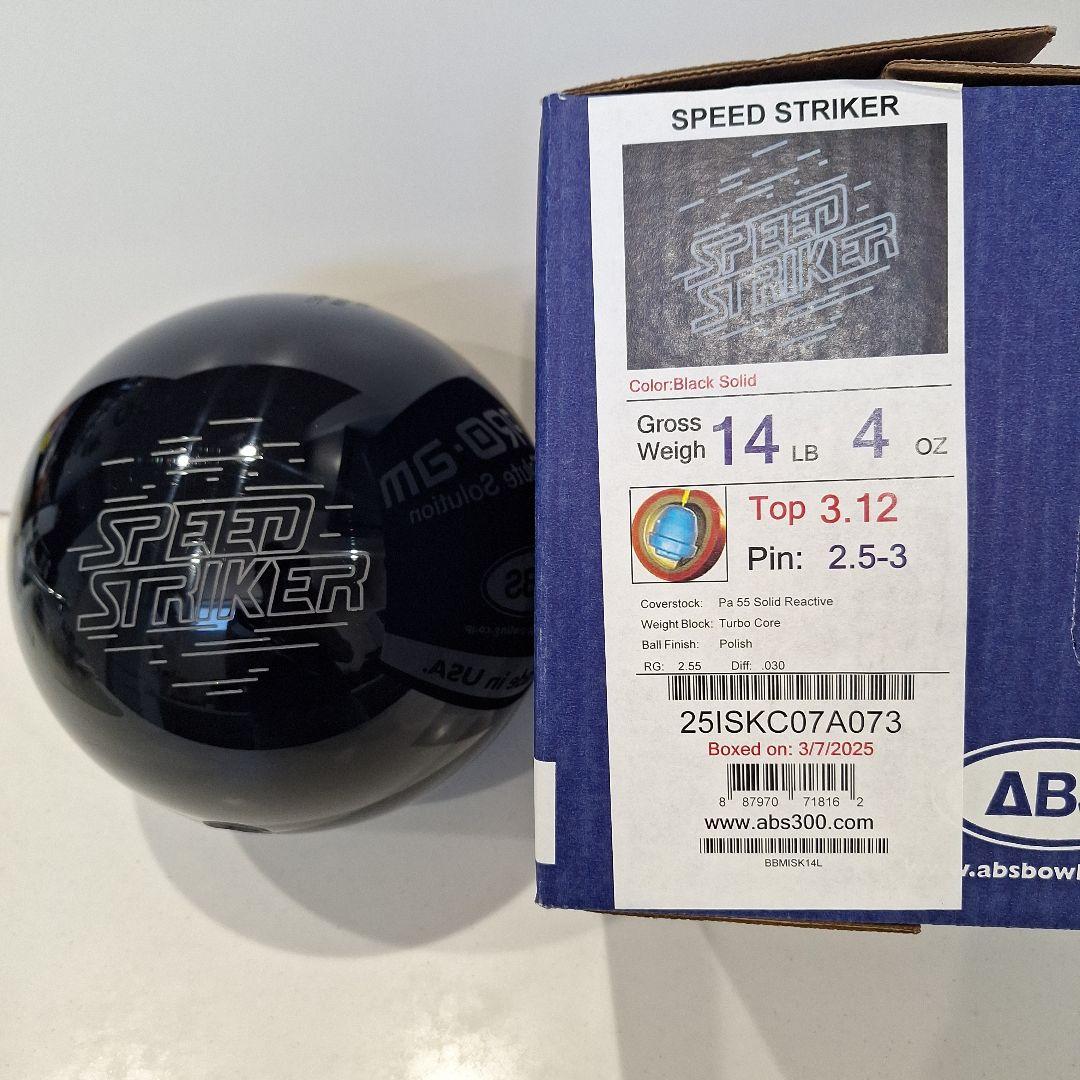 SPEED STRIKER
SPEED
STRIKER
Color:Black Solid
Gross
Weigh 14 LB 4 OZ
Top 3.12
Pin: 2.5-3
Coverstock: Pa 55 Solid Reactive
Weight Block: Turbo Core
Ball Finish: Polish
RG: 2.55 Diff: .030
25ISKC07A073
Boxed on: 3/7/2025
8 87970 71816 2
www.abs300.com
BBMISK14L
SPEED
STRIKER